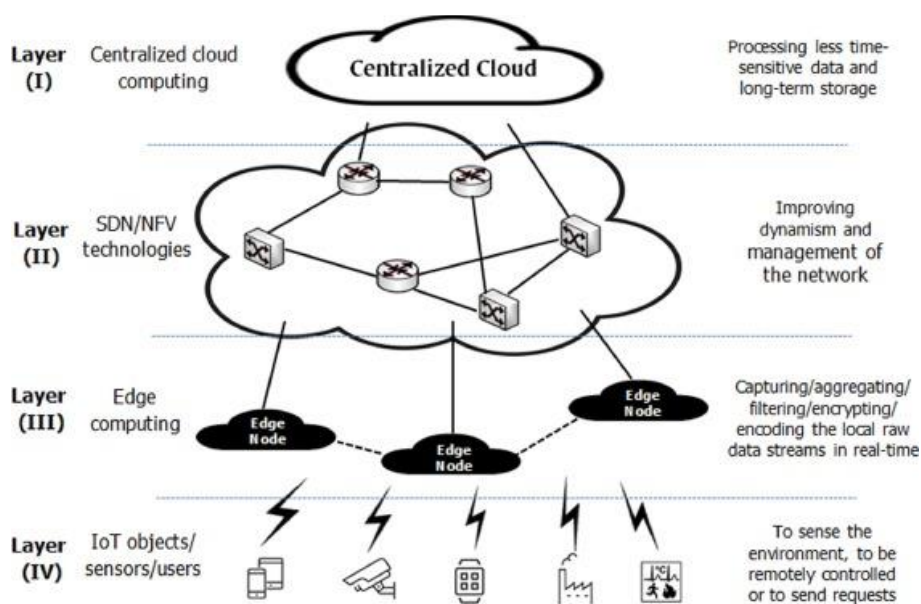 Layer
(I)
Centralized cloud
computing
Centralized Cloud
Processing less time-
sensitive data and
long-term storage
Layer
(II)
SDN/NFV
technologies
Improving
dynamism and
management of
the network
Layer
(III)
Edge
computing
Edge
Node
Edge
Node
Edge
Node
Capturing/aggregating/
filtering/encrypting/
encoding the local raw
data streams in real-time
Layer
(IV)
IoT objects/
sensors/users
°C
To sense the
environment, to be
remotely controlled
or to send requests